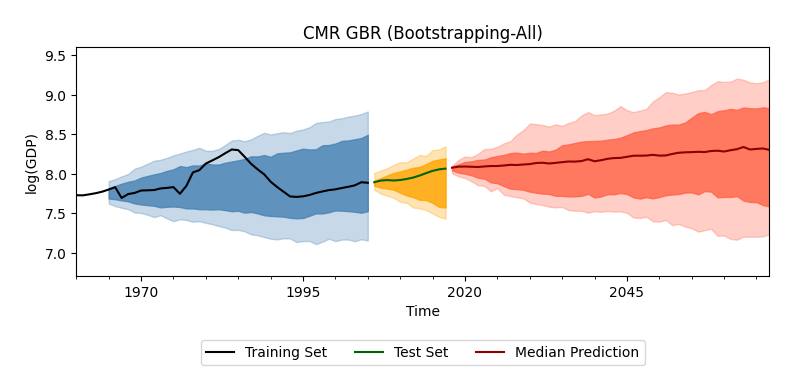 CMR GBR (Bootstrapping-All)
9.5
9.0
8.5
8.0
7.5
7.0
log(GDP)
1970 1995 2020 2045
Time
Training Set Test Set Median Prediction